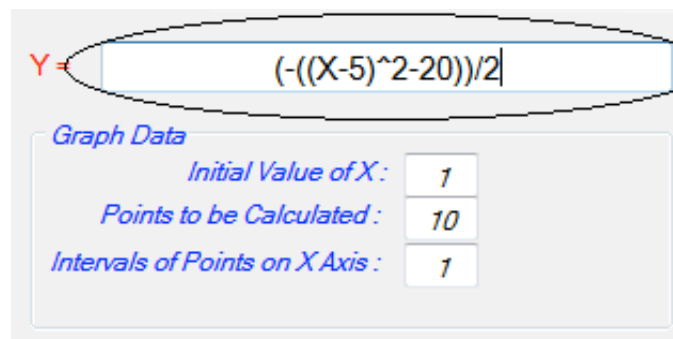 Y = (-((X-5)^2-20))/2
Graph Data
Initial Value of X : 1
Points to be Calculated : 10
Intervals of Points on X Axis : 1